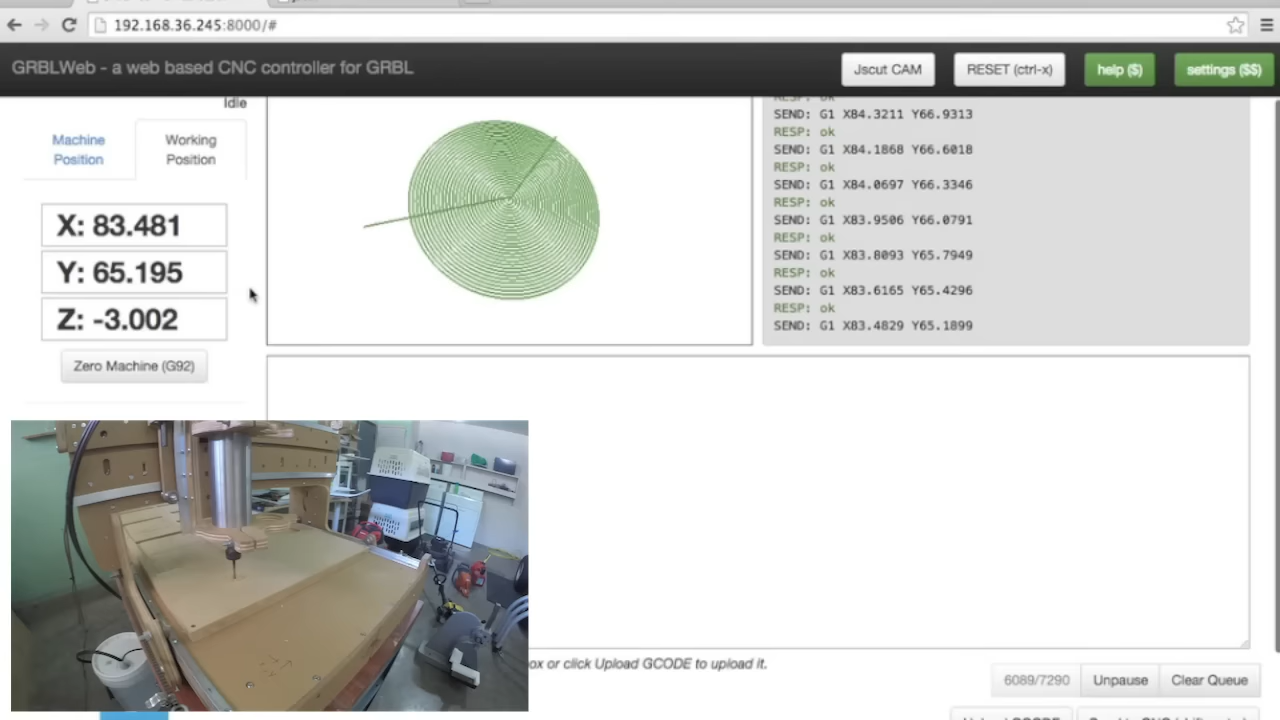 192.168.36.245:8000/#
GRBLWeb - a web based CNC controller for GRBL
Jscut CAM
RESET (ctrl-x)
help ($)
settings ($$)
Idle
Machine
Position
Working
Position
X: 83.481
Y: 65.195
Z: -3.002
Zero Machine (G92)
RESP: ok
SEND: G1 X84.3211 Y66.9313
RESP: ok
SEND: G1 X84.1868 Y66.6018
RESP: ok
SEND: G1 X84.0697 Y66.3346
RESP: ok
SEND: G1 X83.9506 Y66.0791
RESP: ok
SEND: G1 X83.8093 Y65.7949
RESP: ok
SEND: G1 X83.6165 Y65.4296
RESP: ok
SEND: G1 X83.4829 Y65.1899
ox or click Upload GCODE to upload it.
6089/7290
Unpause
Clear Queue